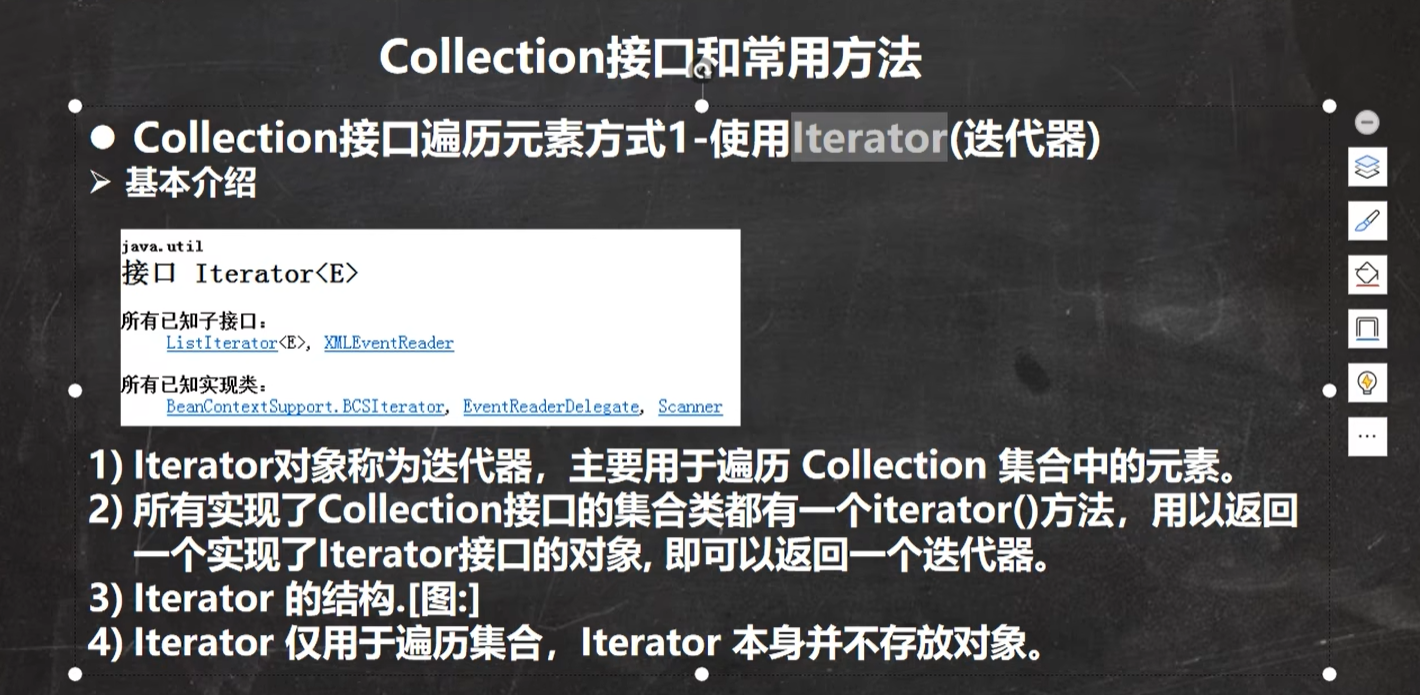 Collection接口和常用方法
● Collection接口遍历元素方式1-使用Iterator(迭代器)
➢ 基本介绍
java.util
接口 Iterator<E>
所有已知子接口：
ListIterator<E>, XMLEventReader
所有已知实现类：
BeanContextSupport.BCSIterator, EventReaderDelegate, Scanner
1) Iterator对象称为迭代器，主要用于遍历 Collection 集合中的元素。
2) 所有实现了Collection接口的集合类都有一个iterator()方法，用以返回
一个实现了Iterator接口的对象, 即可以返回一个迭代器。
3) Iterator 的结构.[图:]
4) Iterator 仅用于遍历集合，Iterator 本身并不存放对象。